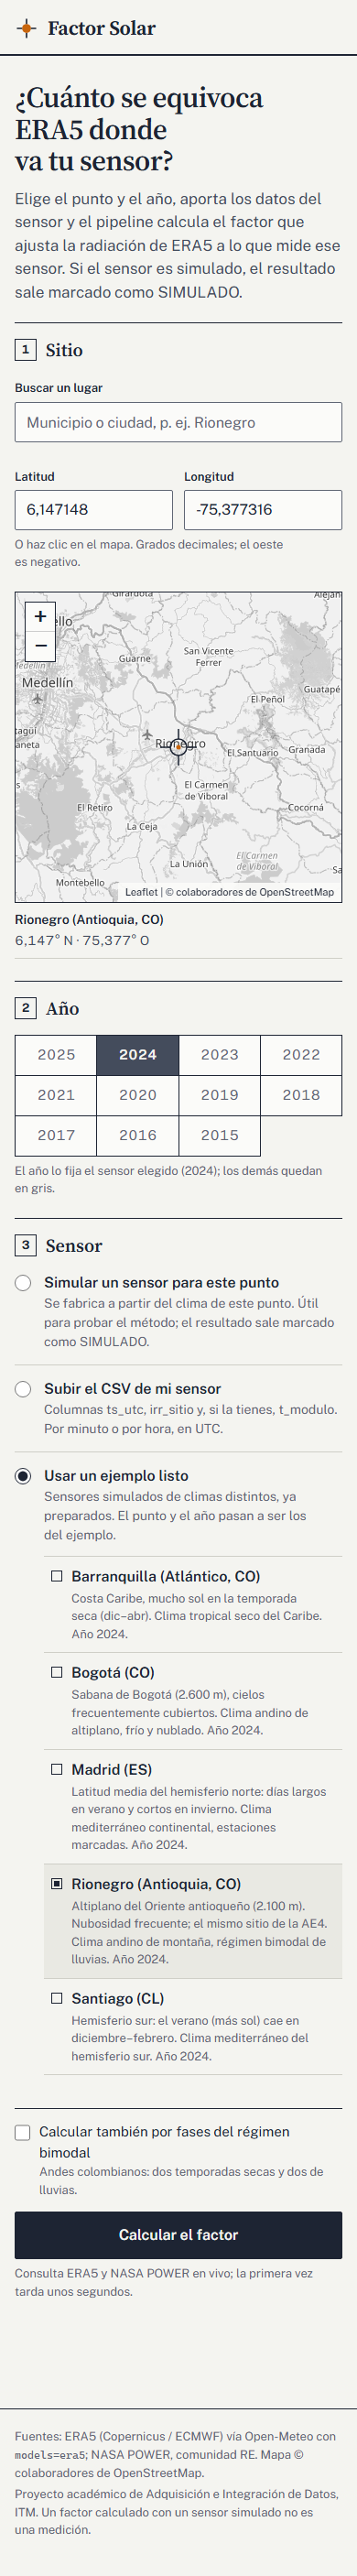 Factor Solar
¿Cuánto se equivoca
ERA5 donde
va tu sensor?
Elige el punto y el año, aporta los datos del
sensor y el pipeline calcula el factor que
ajusta la radiación de ERA5 a lo que mide ese
sensor. Si el sensor es simulado, el resultado
sale marcado como SIMULADO.
1 Sitio
Buscar un lugar
Municipio o ciudad, p. ej. Rionegro
Latitud Longitud
6,147148 -75,377316
O haz clic en el mapa. Grados decimales; el oeste
es negativo.
Girardota
+
−
Guarne
San Vicente
Ferrer
Medellín
Guatapé
El Peñol
Rionegro
El Santuario
Granada
El Carmen
de Viboral
El Retiro
Cocorná
La Ceja
La Unión
El Carmen
de Viboral
Montebello
Leaflet | © colaboradores de OpenStreetMap
Rionegro (Antioquia, CO)
6,147° N · 75,377° O
2 Año
2025 2024 2023 2022
2021 2020 2019 2018
2017 2016 2015
El año lo fija el sensor elegido (2024); los demás quedan
en gris.
3 Sensor
Simular un sensor para este punto
Se fabrica a partir del clima de este punto. Útil
para probar el método; el resultado sale marcado
como SIMULADO.
Subir el CSV de mi sensor
Columnas ts_utc, irr_sitio y, si la tienes, t_modulo.
Por minuto o por hora, en UTC.
Usar un ejemplo listo
Sensores simulados de climas distintos, ya
preparados. El punto y el año pasan a ser los
del ejemplo.
Barranquilla (Atlántico, CO)
Costa Caribe, mucho sol en la temporada
seca (dic–abr). Clima tropical seco del Caribe.
Año 2024.
Bogotá (CO)
Sabana de Bogotá (2.600 m), cielos
frecuentemente cubiertos. Clima andino de
altiplano, frío y nublado. Año 2024.
Madrid (ES)
Latitud media del hemisferio norte: días largos
en verano y cortos en invierno. Clima
mediterráneo continental, estaciones
marcadas. Año 2024.
Rionegro (Antioquia, CO)
Altiplano del Oriente antioqueño (2.100 m).
Nubosidad frecuente; el mismo sitio de la AE4.
Clima andino de montaña, régimen bimodal de
lluvias. Año 2024.
Santiago (CL)
Hemisferio sur: el verano (más sol) cae en
diciembre–febrero. Clima mediterráneo del
hemisferio sur. Año 2024.
Calcular también por fases del régimen
bimodal
Andes colombianos: dos temporadas secas y dos de
lluvias.
Calcular el factor
Consulta ERA5 y NASA POWER en vivo; la primera vez
tarda unos segundos.
Fuentes: ERA5 (Copernicus / ECMWF) vía Open-Meteo con
models=era5; NASA POWER, comunidad RE. Mapa ©
colaboradores de OpenStreetMap.
Proyecto académico de Adquisición e Integración de Datos,
ITM. Un factor calculado con un sensor simulado no es
una medición.